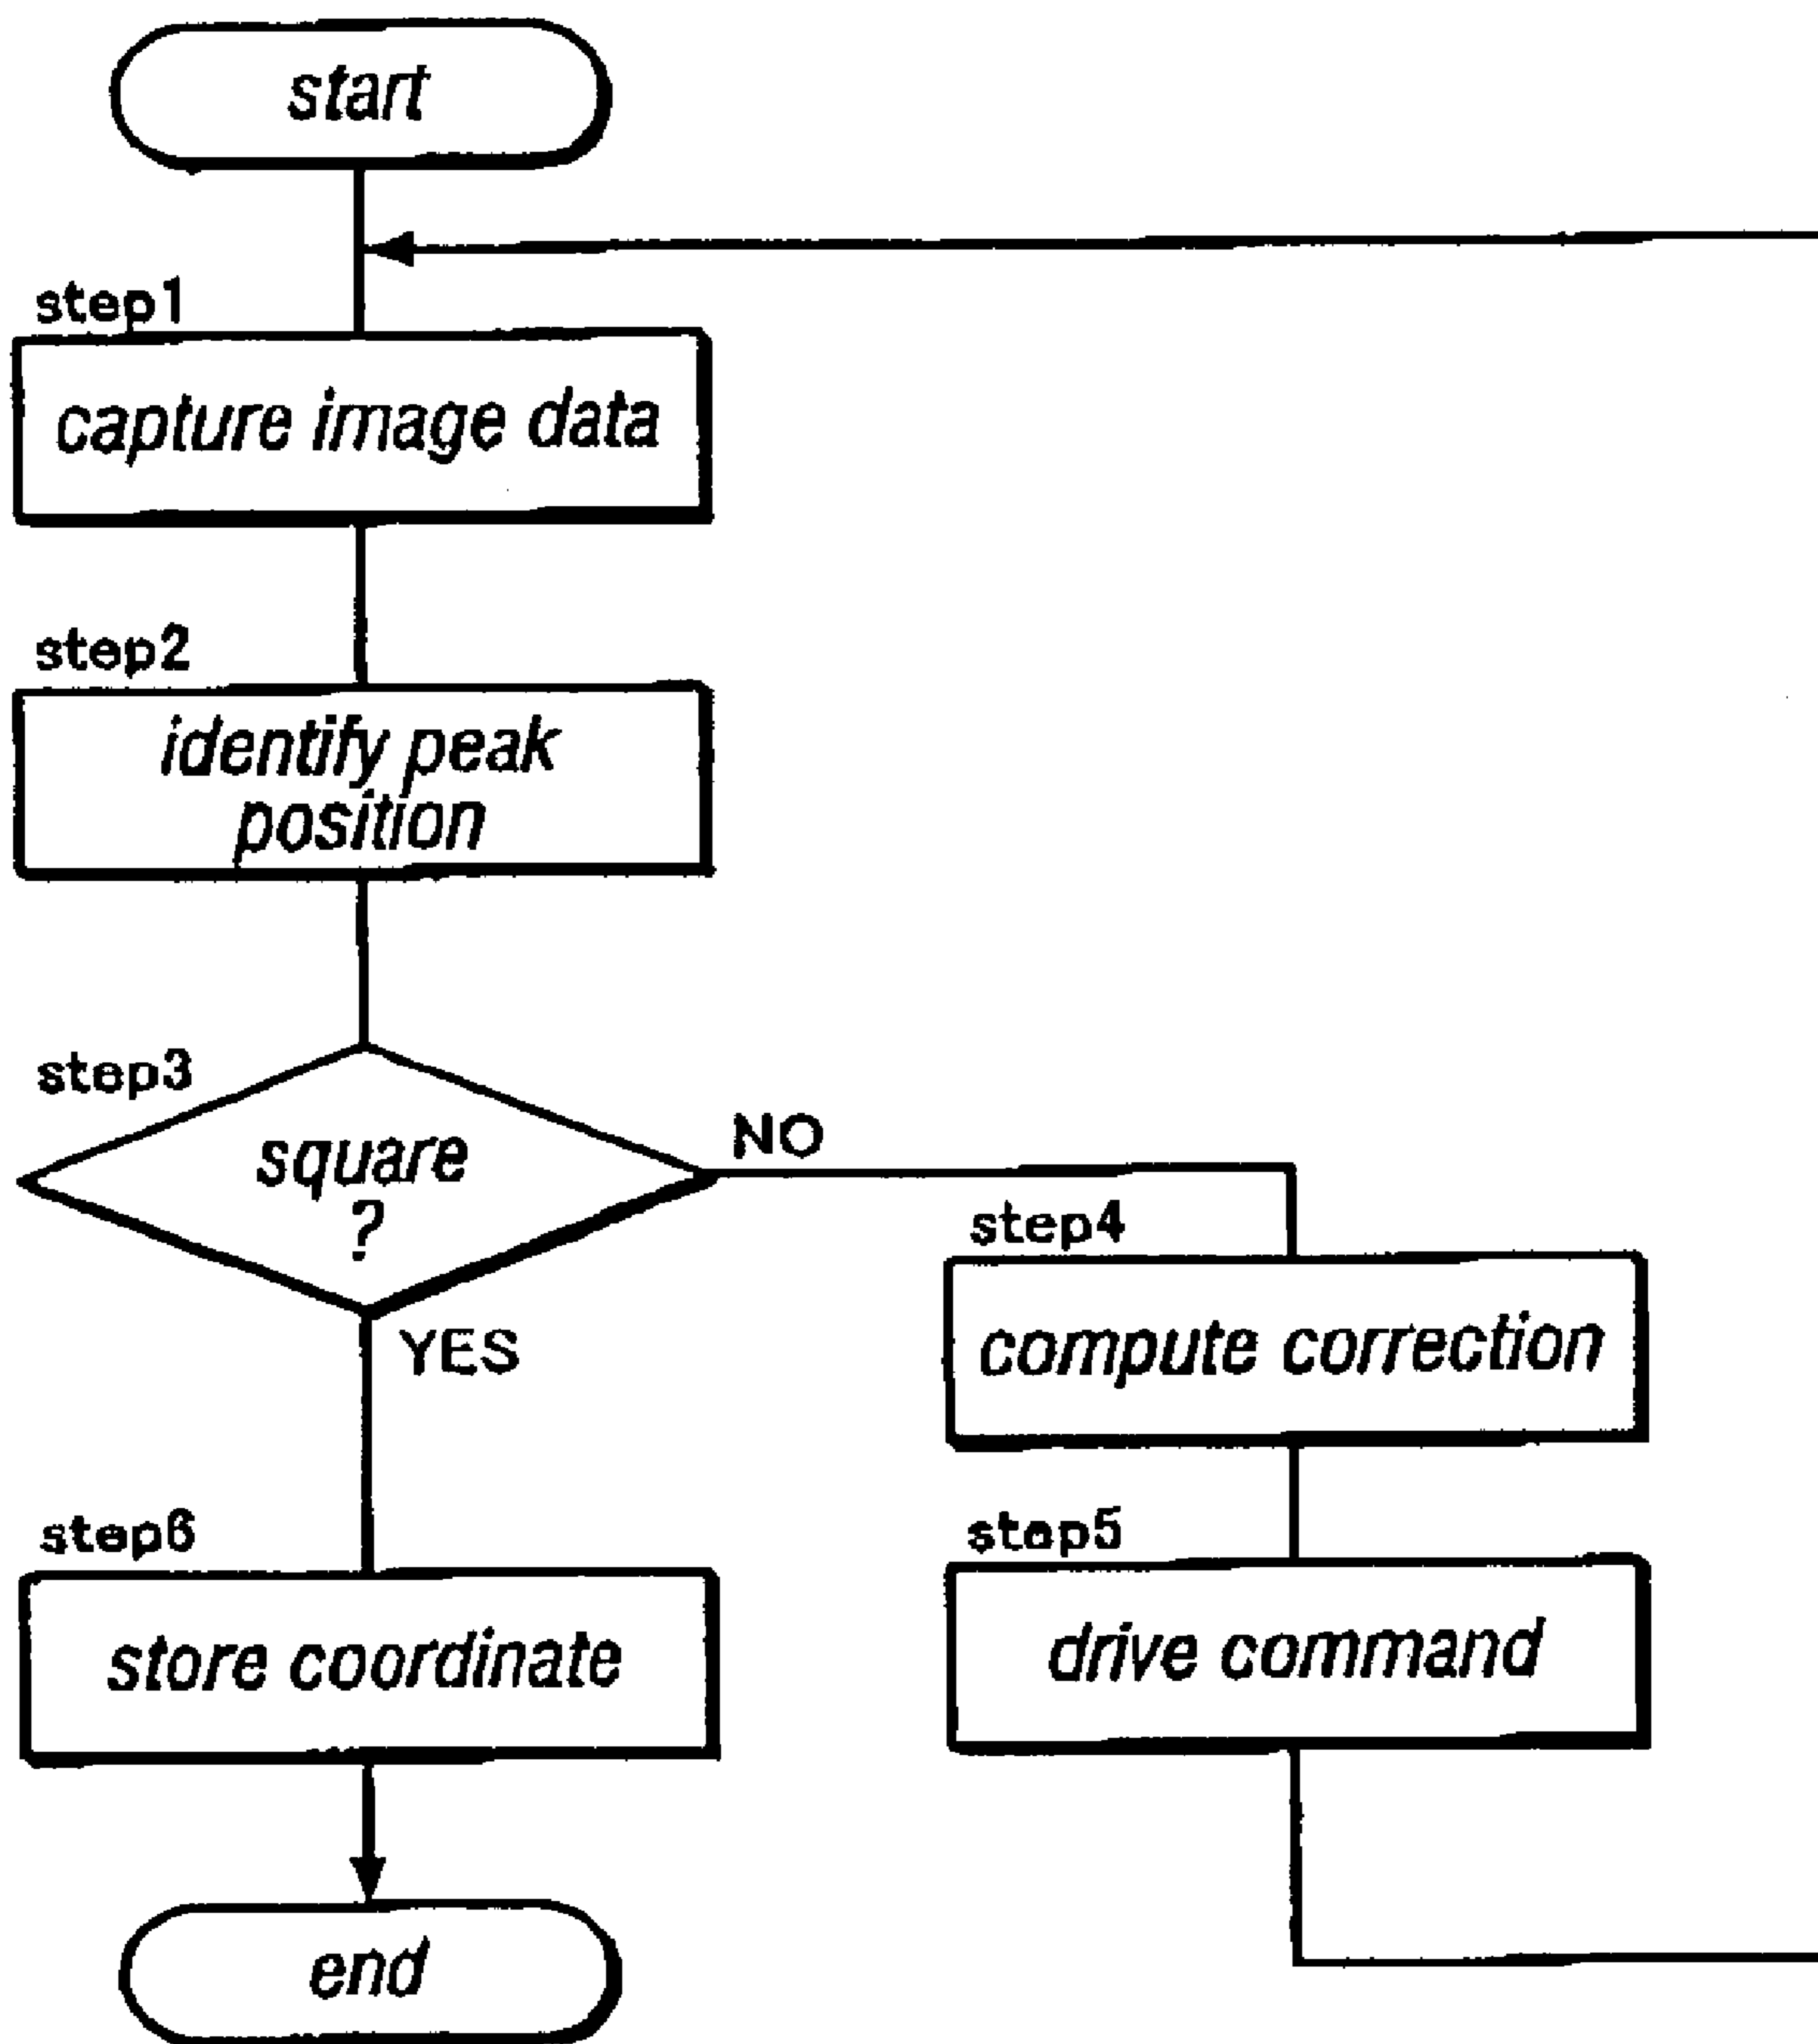 start
step1
capture image data
step2
identify peak
position
step3
square
?
NO
YES
step4
compute correction
step5
drive command
step6
store coordinate
end